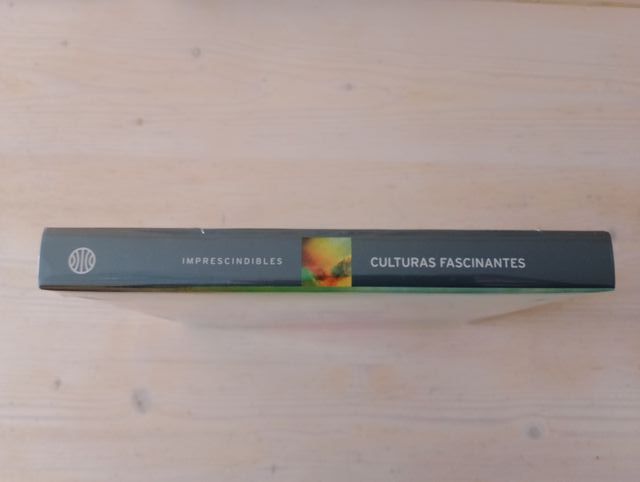 IMPRESCINDIBLES
CULTURAS FASCINANTES